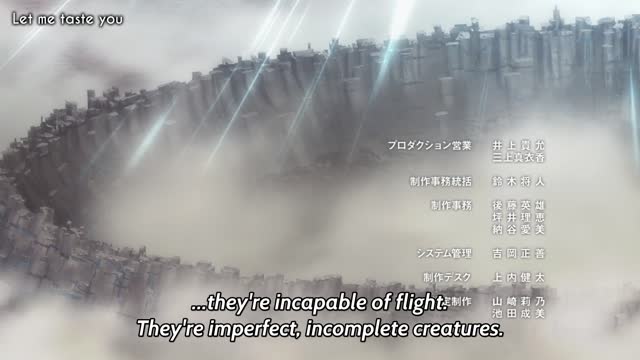 Let me taste you
プロダクション営業 井上貴允
三上真衣香
制作事務統括 鈴木将人
制作事務 後藤英雄
坪井理恵
納谷愛美
システム管理 吉岡正善
制作デスク 上内健太
制作 山崎莉乃
池田成美
...they're incapable of flight.
They're imperfect, incomplete creatures.